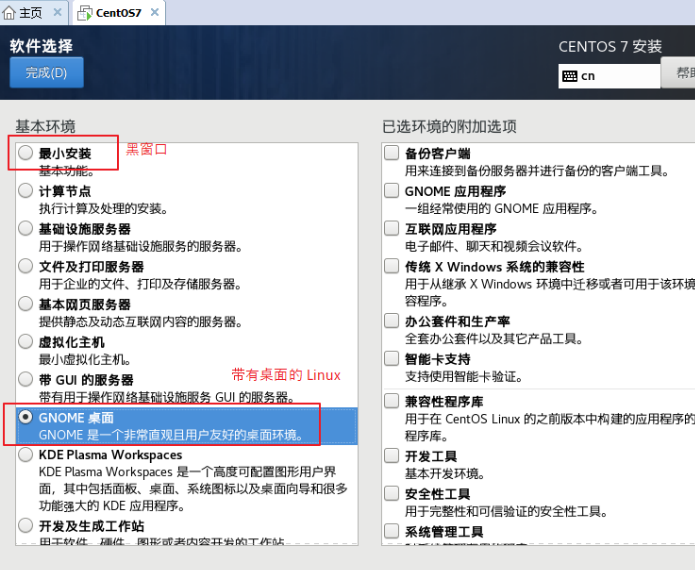 主页 × CentOS7 ×
软件选择
CENTOS 7 安装
完成(D)
cn
帮助
基本环境
已选环境的附加选项
最小安装
黑窗口
基本功能。
计算节点
执行计算及处理的安装。
基础设施服务器
用于操作网络基础设施服务的服务器。
文件及打印服务器
用于企业的文件、打印及存储服务器。
基本网页服务器
提供静态及动态互联网内容的服务器。
虚拟化主机
最小虚拟化主机。
带 GUI 的服务器
带有桌面的 Linux
带有用于操作网络基础设施服务 GUI 的服务器。
GNOME 桌面
GNOME 是一个非常直观且用户友好的桌面环境。
KDE Plasma Workspaces
KDE Plasma Workspaces 是一个高度可配置图形用户界
面，其中包括面板、桌面、系统图标以及桌面向导和很多
功能强大的 KDE 应用程序。
开发及生成工作站
用于软件、硬件、图形或者内容开发的工作站。
备份客户端
用来连接到备份服务器并进行备份的客户端工具。
GNOME 应用程序
一组经常使用的 GNOME 应用程序。
互联网应用程序
电子邮件、聊天和视频会议软件。
传统 X Windows 系统的兼容性
用于从继承 X Windows 环境中迁移或者可用于该环境
容程序。
办公套件和生产率
全套办公套件以及其它产品工具。
智能卡支持
支持使用智能卡验证。
兼容性程序库
用于在 CentOS Linux 的之前版本中构建的应用程序的
程序库。
开发工具
基本开发环境。
安全性工具
用于完整性和可信验证的安全性工具。
系统管理工具